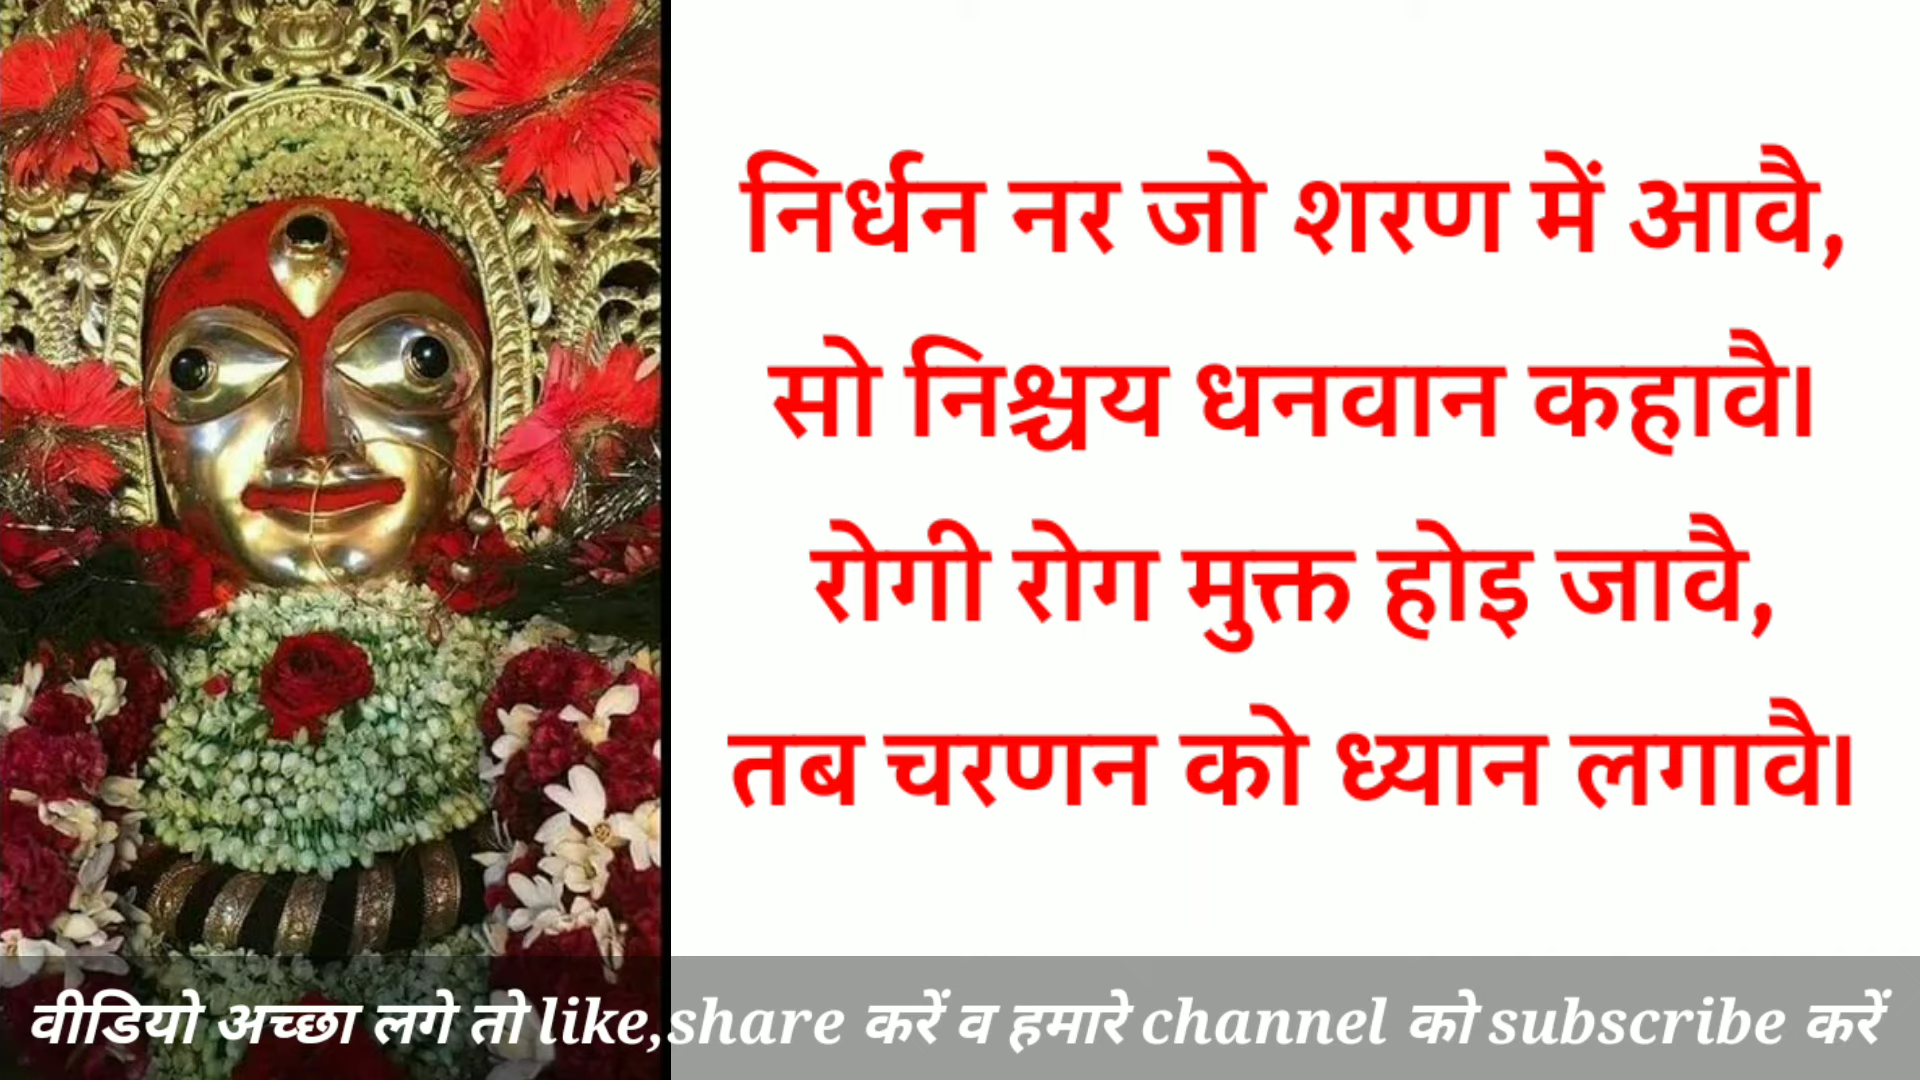 निर्धन नर जो शरण में आवै,
सो निश्चय धनवान कहावै।
रोगी रोग मुक्त होइ जावै,
तब चरणन को ध्यान लगावै।
वीडियो अच्छा लगे तो like,share करें व हमारे channel को subscribe करें